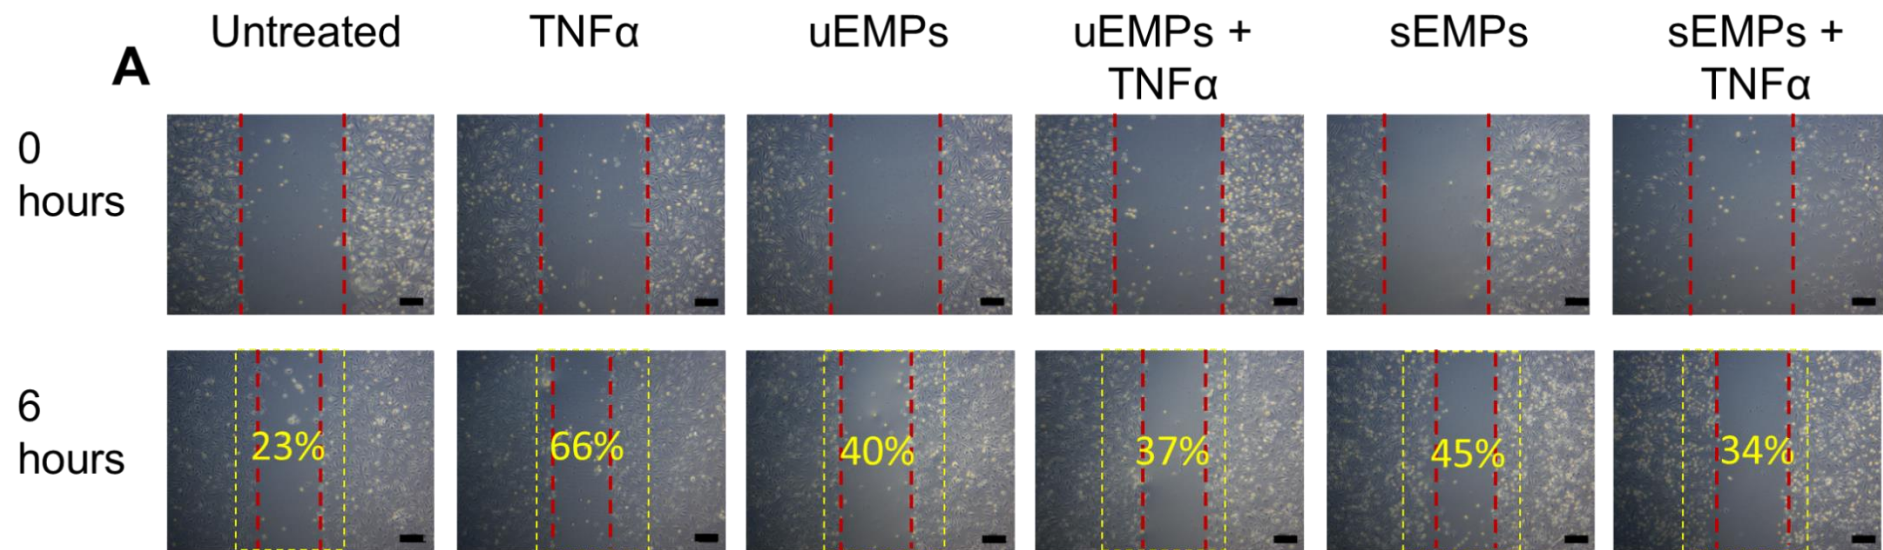 A
Untreated
TNFα
uEMPs
uEMPs +
TNFα
sEMPs
sEMPs +
TNFα
0
hours
6
hours
23%
66%
40%
37%
45%
34%